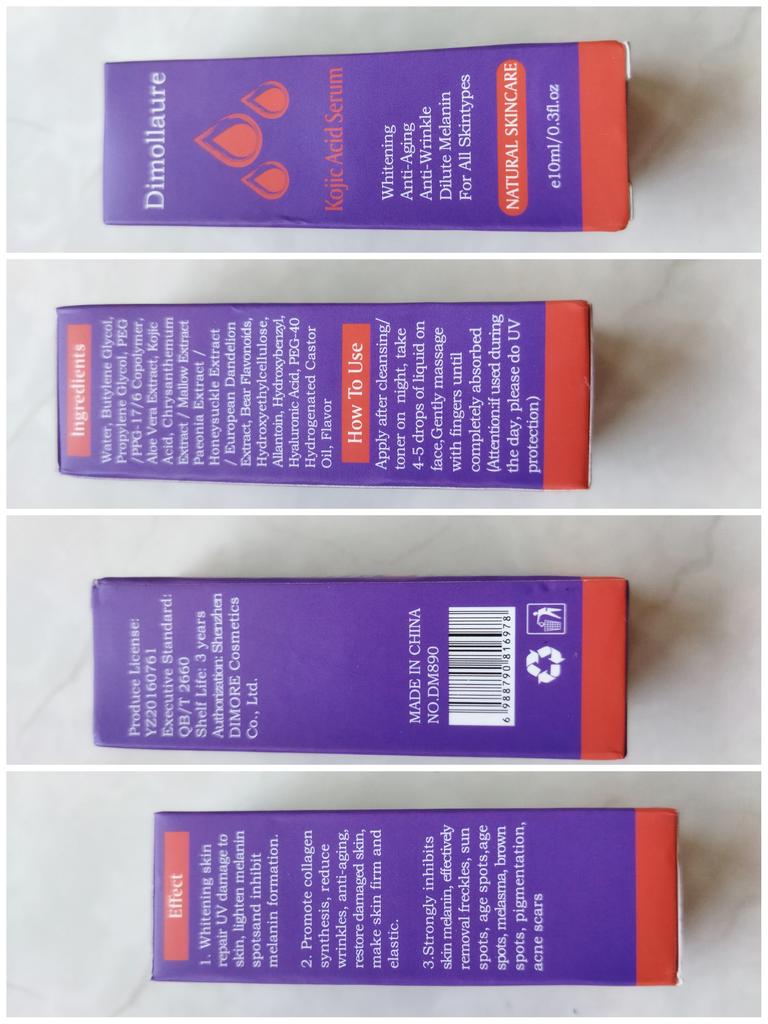 Dimollaure
Kojic Acid Serum
Whitening
Anti-Aging
Anti-Wrinkle
Dilute Melanin
For All Skintypes
NATURAL SKINCARE
e10ml/0.3fl.oz
Ingredients
Water, Butylene Glycol,
Propylene Glycol, PEG
/PPG-17/6 Copolymer,
Aloe Vera Extract, Kojic
Acid, Chrysanthemum
Extract / Mallow Extract
Paeonia Extract /
Honeysuckle Extract
/ European Dandelion
Extract, Bear Flavonoids,
Hydroxyethylcellulose,
Allantoin, Hydroxybenzyl,
Hyaluronic Acid, PEG-40
Hydrogenated Castor
Oil, Flavor
How To Use
Apply after cleansing/
toner on  night, take
4-5 drops of liquid on
face,Gently massage
with fingers until
completely absorbed
(Attention:if used during
the day, please do UV
protection)
Produce License:
YZ20160761
Executive Standard:
QB/T 2660
Shelf Life: 3 years
Authorization: Shenzhen
DIMORE Cosmetics
Co., Ltd.
MADE IN CHINA
NO.DM890
6 988790 816978
Effect
1. Whitening skin
repair UV damage to
skin, lighten melanin
spotsand inhibit
melanin formation.
2. Promote collagen
synthesis, reduce
wrinkles, anti-aging,
restore damaged skin,
make skin firm and
elastic.
3.Strongly inhibits
skin melanin, effectively
removal freckles, sun
spots, age spots,age
spots, melasma, brown
spots, pigmentation,
acne scars